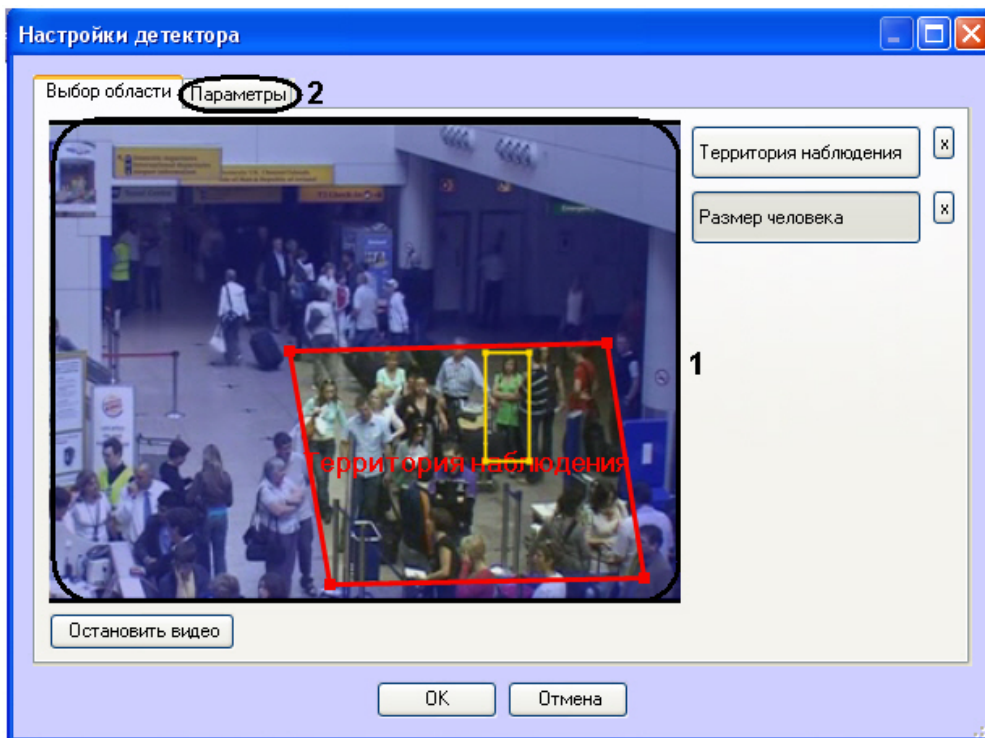 Настройки детектора
Выбор области
Параметры
2
Территория наблюдения
x
Размер человека
x
1
Территория наблюдения
Остановить видео
OK
Отмена